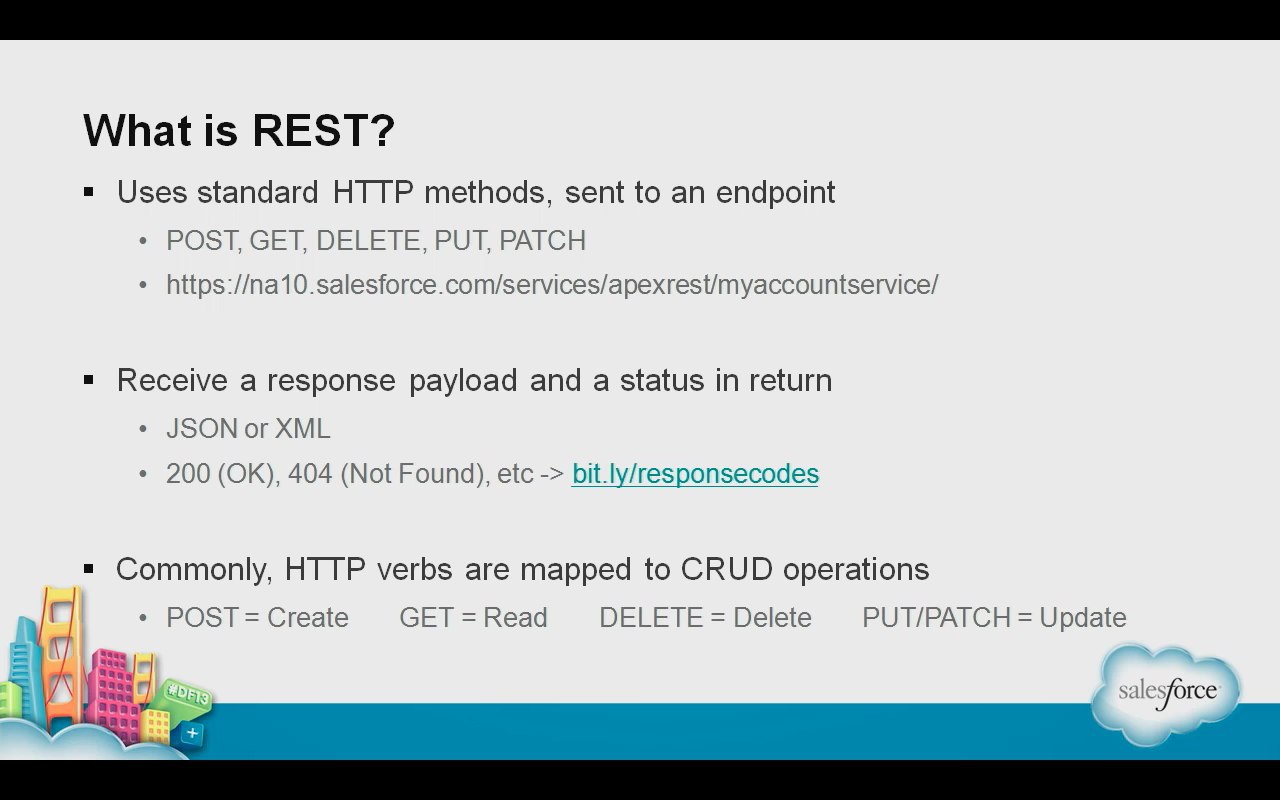 What is REST?
▪ Uses standard HTTP methods, sent to an endpoint
• POST, GET, DELETE, PUT, PATCH
• https://na10.salesforce.com/services/apexrest/myaccountservice/
▪ Receive a response payload and a status in return
• JSON or XML
• 200 (OK), 404 (Not Found), etc -> bit.ly/responsecodes
▪ Commonly, HTTP verbs are mapped to CRUD operations
• POST = Create GET = Read DELETE = Delete PUT/PATCH = Update
#DF13
+
salesforce